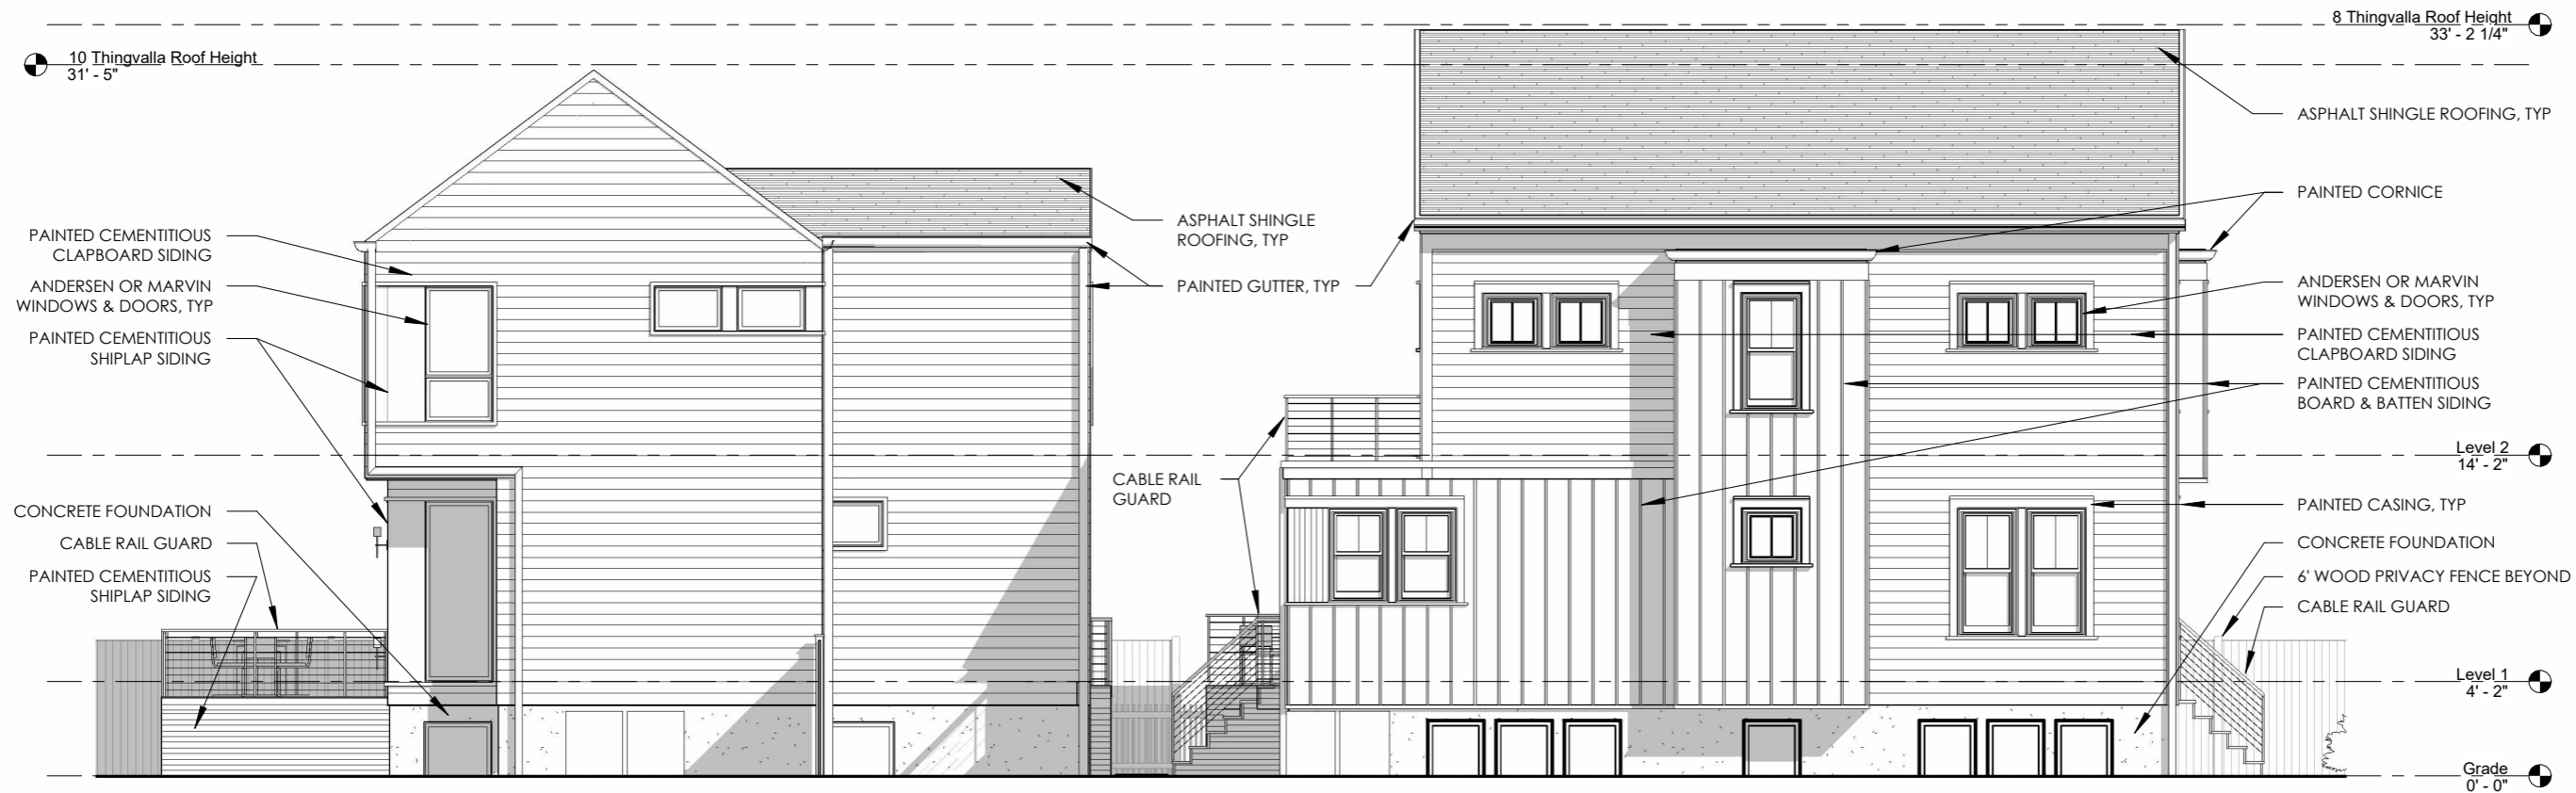 10 Thingvalla Roof Height
31' - 5"
PAINTED CEMENTITIOUS
CLAPBOARD SIDING
ANDERSEN OR MARVIN
WINDOWS & DOORS, TYP
PAINTED CEMENTITIOUS
SHIPLAP SIDING
CONCRETE FOUNDATION
CABLE RAIL GUARD
PAINTED CEMENTITIOUS
SHIPLAP SIDING
ASPHALT SHINGLE
ROOFING, TYP
PAINTED GUTTER, TYP
CABLE RAIL
GUARD
8 Thingvalla Roof Height
33' - 2 1/4"
ASPHALT SHINGLE ROOFING, TYP
PAINTED CORNICE
ANDERSEN OR MARVIN
WINDOWS & DOORS, TYP
PAINTED CEMENTITIOUS
CLAPBOARD SIDING
PAINTED CEMENTITIOUS
BOARD & BATTEN SIDING
Level 2
14' - 2"
PAINTED CASING, TYP
CONCRETE FOUNDATION
6' WOOD PRIVACY FENCE BEYOND
CABLE RAIL GUARD
Level 1
4' - 2"
Grade
0' - 0"